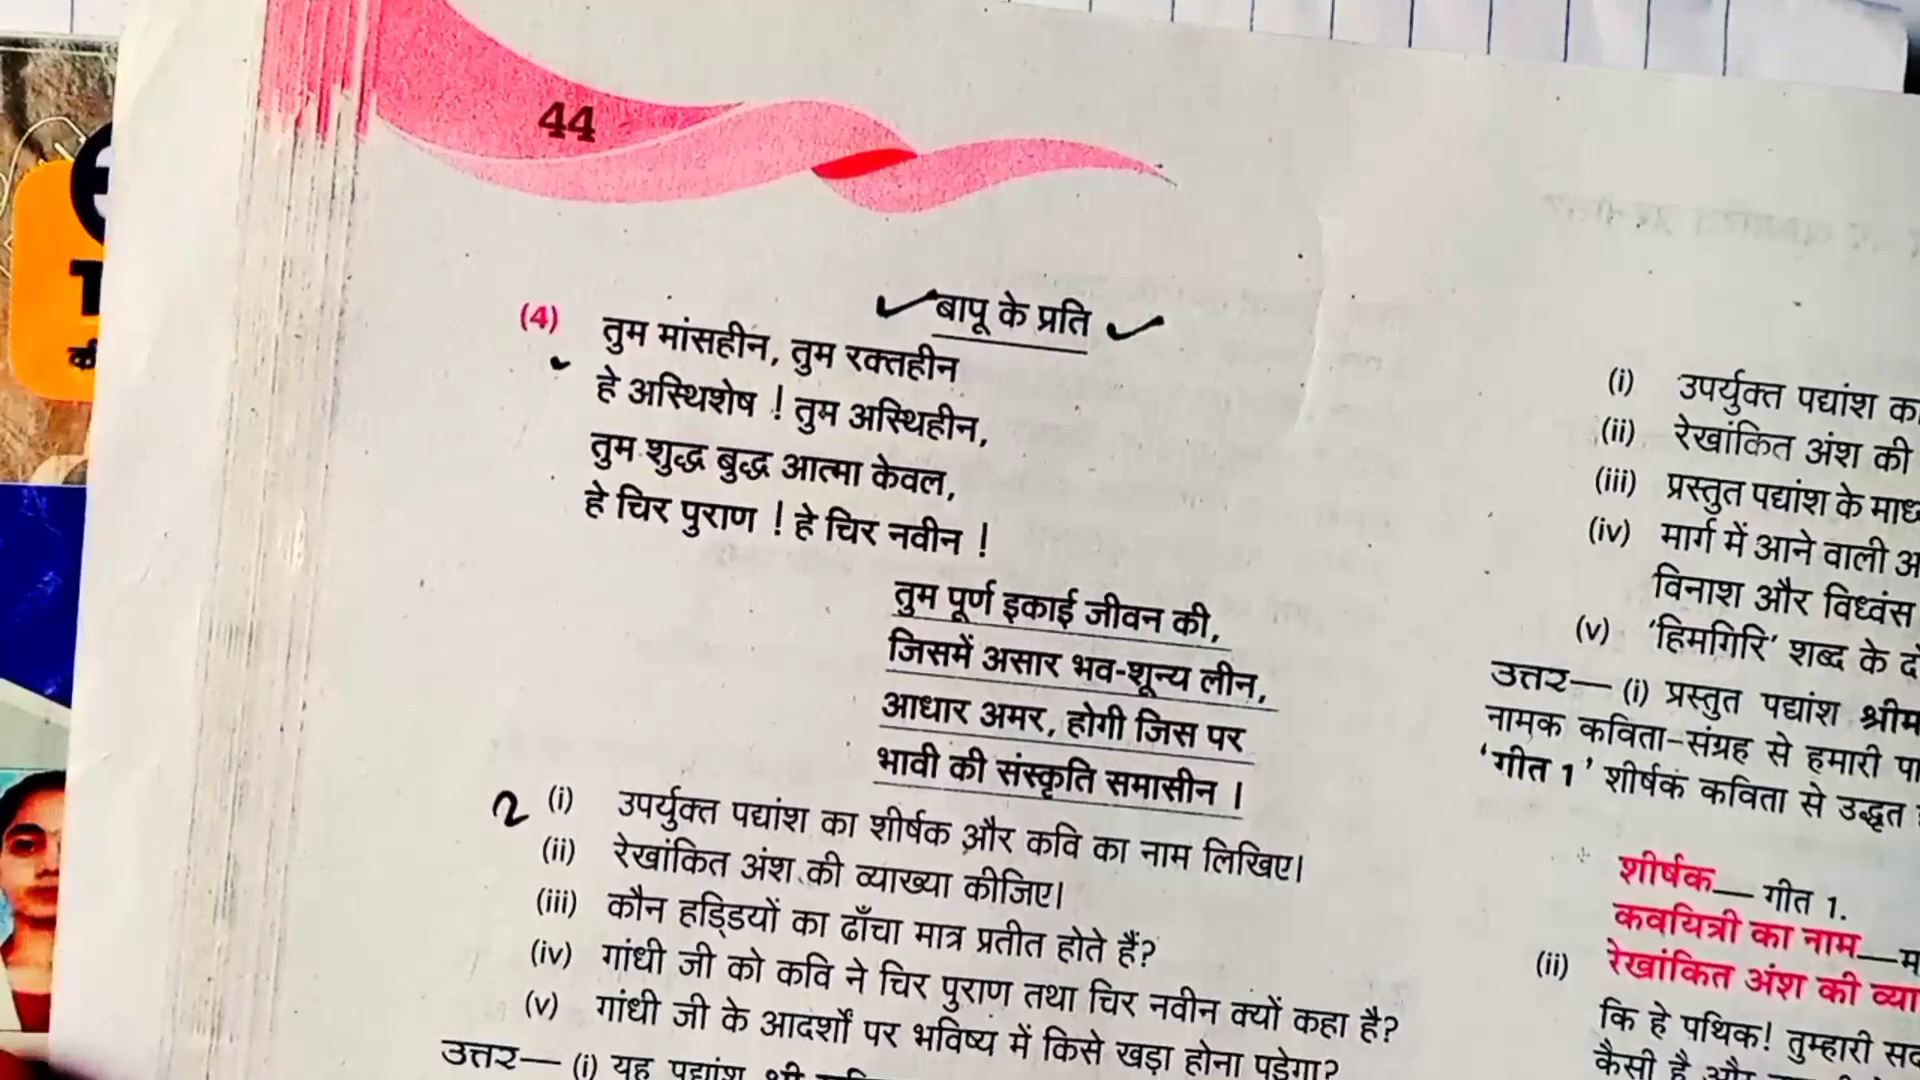 44
बापू के प्रति
(4) तुम मांसहीन, तुम रक्तहीन
हे अस्थिशेष ! तुम अस्थिहीन,
तुम शुद्ध बुद्ध आत्मा केवल,
हे चिर पुराण ! हे चिर नवीन !
तुम पूर्ण इकाई जीवन की,
जिसमें असार भव-शून्य लीन,
आधार अमर, होगी जिस पर
भावी की संस्कृति समासीन ।
(i) उपर्युक्त पद्यांश का शीर्षक और कवि का नाम लिखिए।
(ii) रेखांकित अंश की व्याख्या कीजिए।
(iii) कौन हड्डियों का ढाँचा मात्र प्रतीत होते हैं?
(iv) गांधी जी को कवि ने चिर पुराण तथा चिर नवीन क्यों कहा है?
(v) गांधी जी के आदर्शों पर भविष्य में किसे खड़ा होना पड़ेगा?
उत्तर— (i) यह पद्यांश श्री
(i) उपर्युक्त पद्यांश
(ii) रेखांकित अंश की
(iii) प्रस्तुत पद्यांश के
(iv) मार्ग में आने वाली
विनाश और विध्वंस
(v) 'हिमगिरि' शब्द के
उत्तर— (i) प्रस्तुत पद्यांश
नामक कविता-संग्रह से हमारी
'गीत 1' शीर्षक कविता से उद्धृत
शीर्षक— गीत 1.
कवयित्री का नाम—
(ii) रेखांकित अंश की
कि हे पथिक! तुम्हारी
कैसी है और